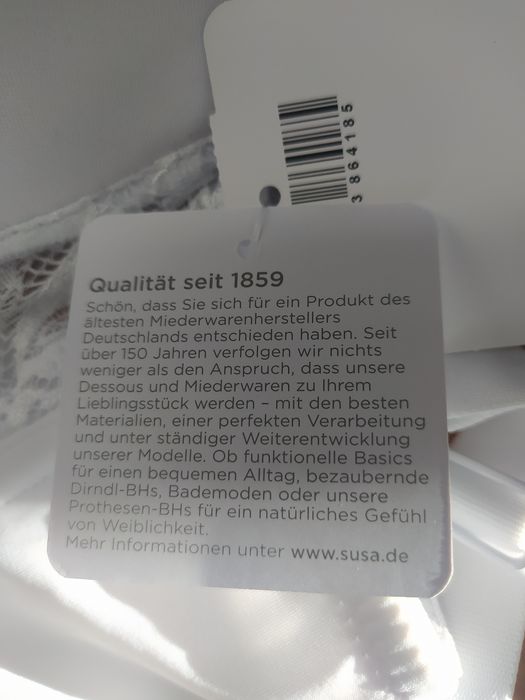 3 864185
Qualität seit 1859
Schön, dass Sie sich für ein Produkt des
ältesten Miederwarenherstellers
Deutschlands entschieden haben. Seit
über 150 Jahren verfolgen wir nichts
weniger als den Anspruch, dass unsere
Dessous und Miederwaren zu Ihrem
Lieblingsstück werden – mit den besten
Materialien, einer perfekten Verarbeitung
und unter ständiger Weiterentwicklung
unserer Modelle. Ob funktionelle Basics
für einen bequemen Alltag, bezaubernde
Dirndl-BHs, Bademoden oder unsere
Prothesen-BHs für ein natürliches Gefühl
von Weiblichkeit.
Mehr Informationen unter www.susa.de